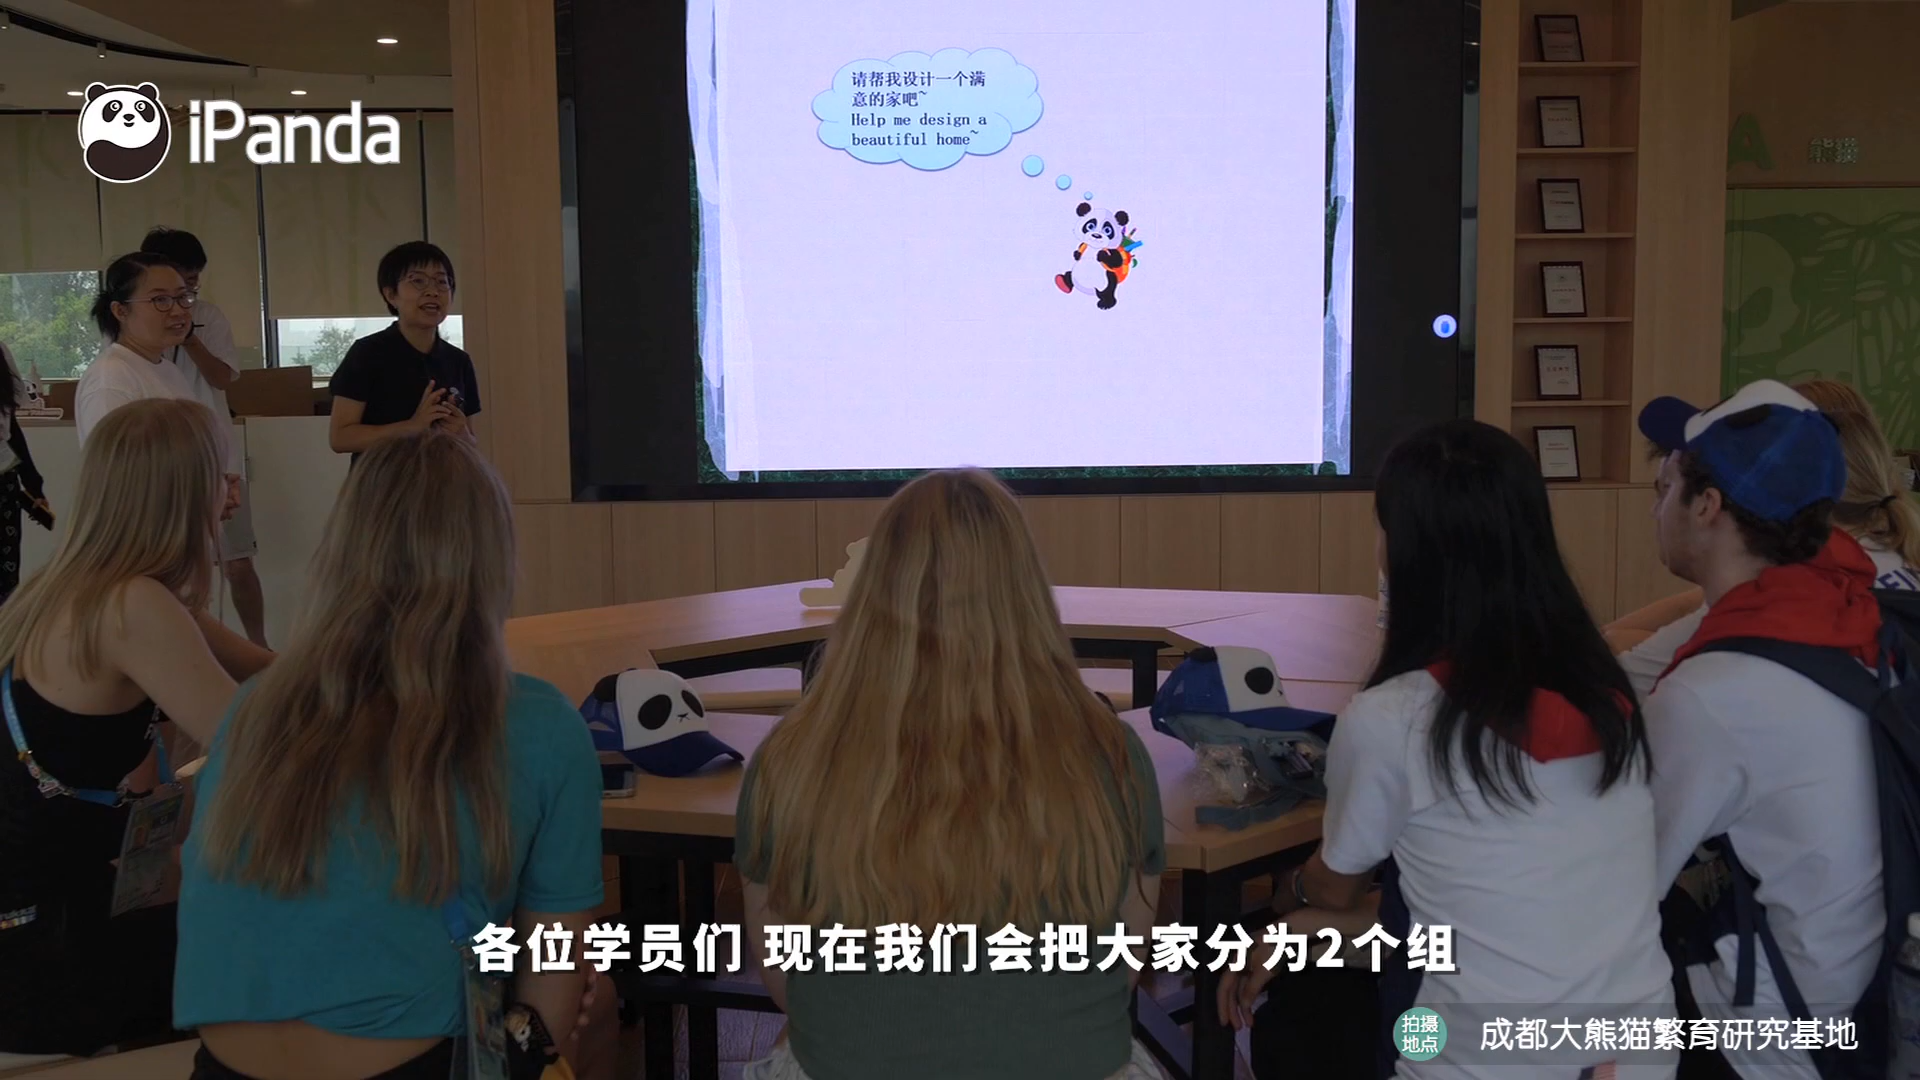 iPanda
请帮我设计一个满
意的家吧~
Help me design a
beautiful home~
熊猫
各位学员们 现在我们会把大家分为2个组
拍摄
地点
成都大熊猫繁育研究基地